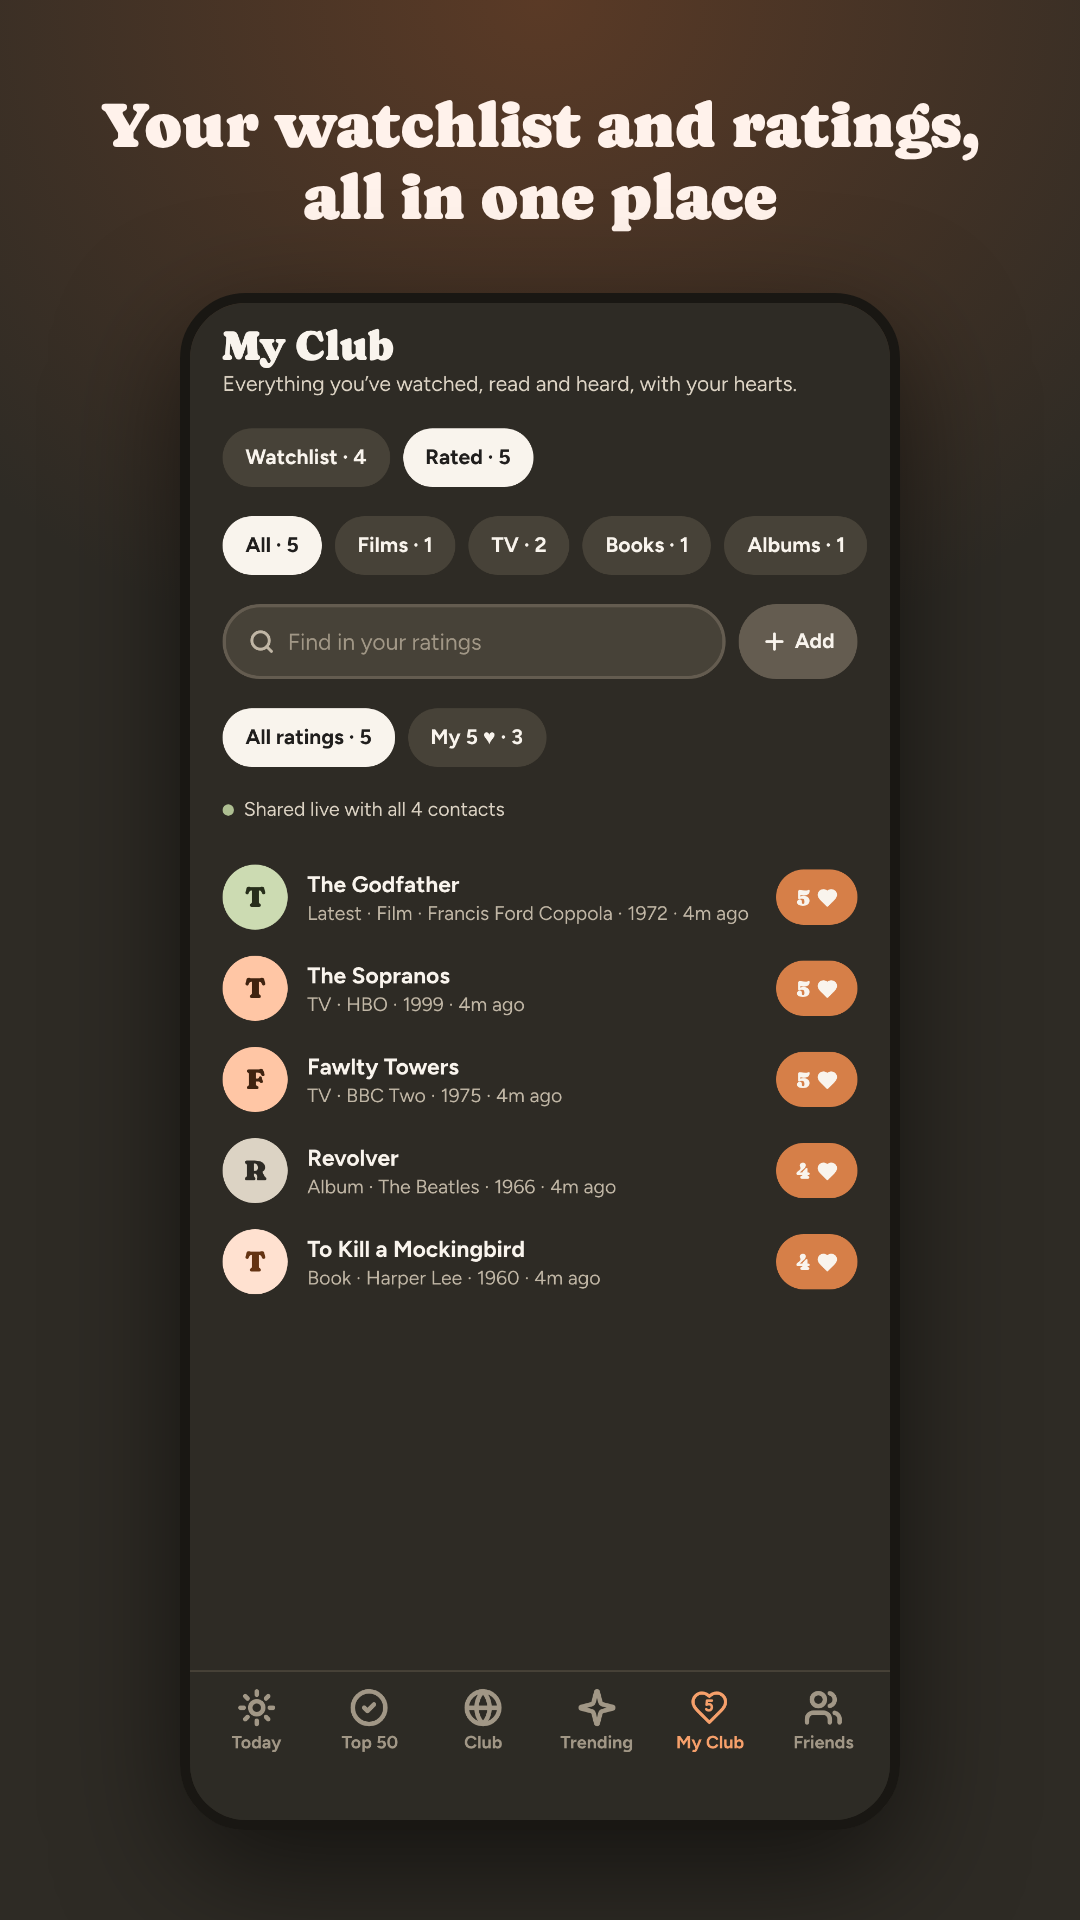 Your watchlist and ratings,
all in one place
My Club
Everything you’ve watched, read and heard, with your hearts.
Watchlist · 4
Rated · 5
All · 5
Films · 1
TV · 2
Books · 1
Albums · 1
Find in your ratings
+ Add
All ratings · 5
My 5 ♥ · 3
Shared live with all 4 contacts
T
The Godfather
Latest · Film · Francis Ford Coppola · 1972 · 4m ago
5 ♥
T
The Sopranos
TV · HBO · 1999 · 4m ago
5 ♥
F
Fawlty Towers
TV · BBC Two · 1975 · 4m ago
5 ♥
R
Revolver
Album · The Beatles · 1966 · 4m ago
4 ♥
T
To Kill a Mockingbird
Book · Harper Lee · 1960 · 4m ago
4 ♥
Today
Top 50
Club
Trending
5
My Club
Friends